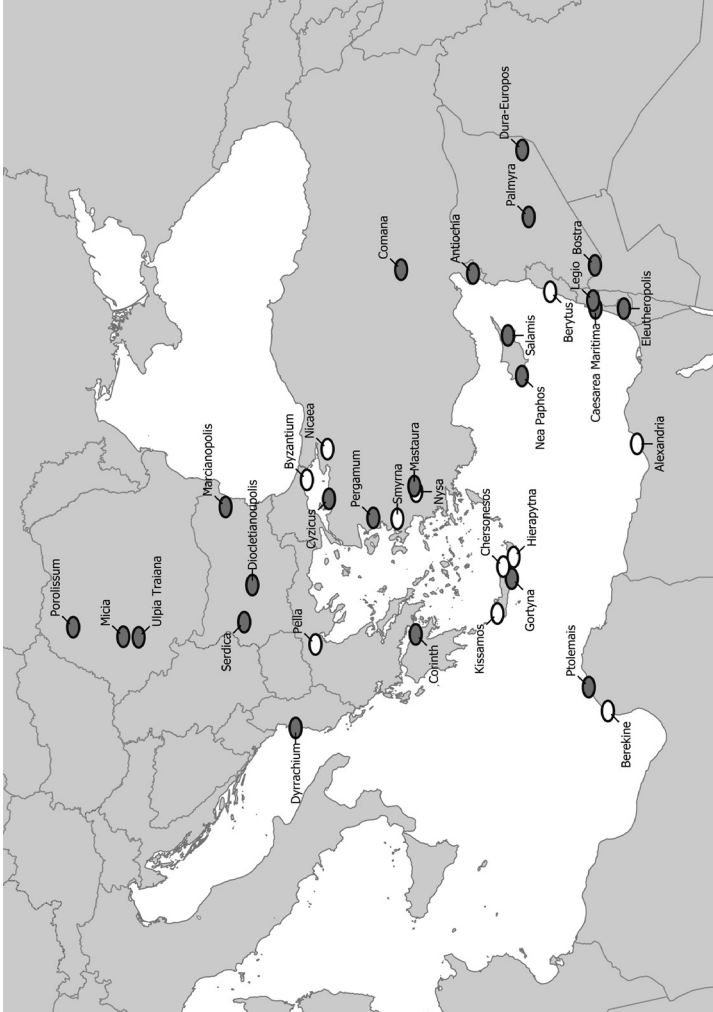 Porolissum
Micia
Ulpia Traiana
Marcianopolis
Diocletianoupolis
Serdica
Dyrrachium
Pella
Byzantium
Nicaea
Cyzicus
Pergamum
Smyrna
Mastaura
Nysa
Comana
Corinth
Antiochia
Dura-Europos
Palmyra
Salamis
Nea Paphos
Berytus
Bostra
Legio
Caesarea Maritima
Eleutheropolis
Alexandria
Chersonesos
Hierapytna
Kissamos
Gortyna
Ptolemais
Berekine